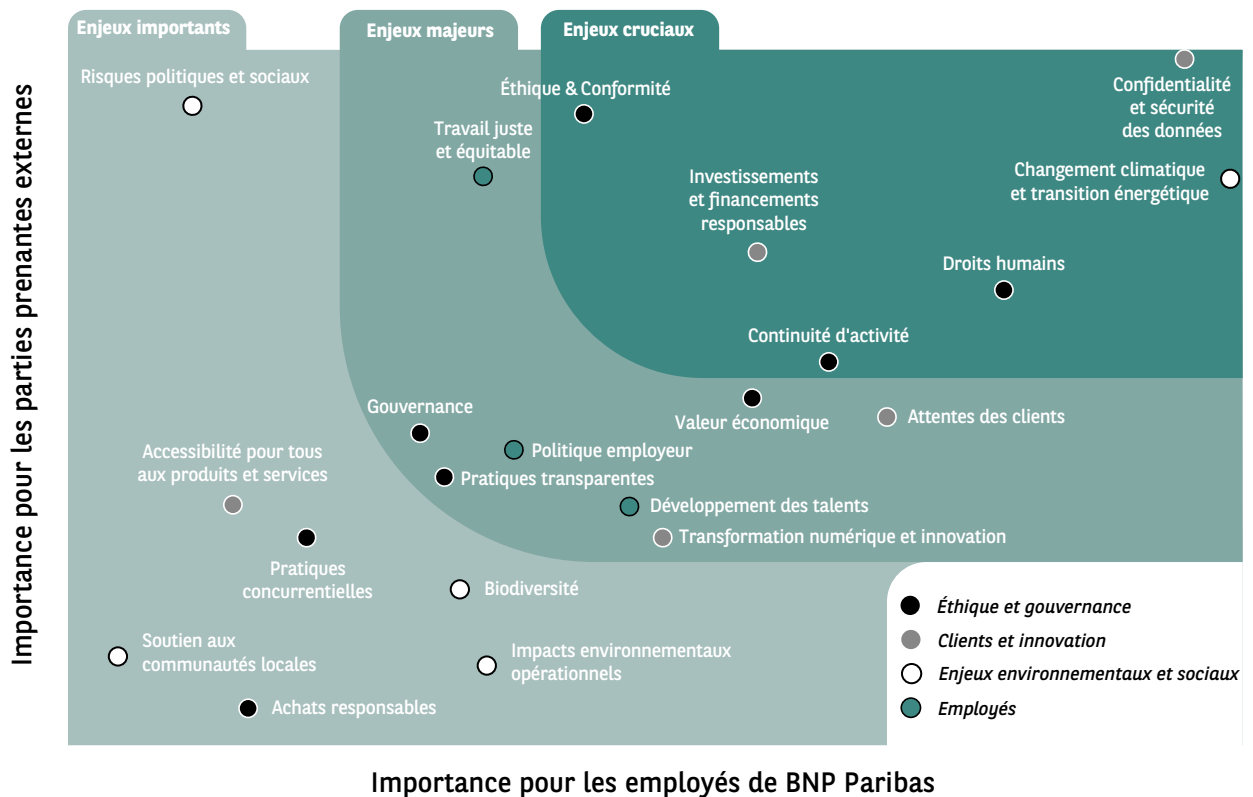 Enjeux importants
Enjeux majeurs
Enjeux cruciaux
Importance pour les parties prenantes externes
Risques politiques et sociaux
Éthique & Conformité
Confidentialité
et sécurité
des données
Travail juste
et équitable
Changement climatique
et transition énergétique
Investissements
et financements
responsables
Droits humains
Continuité d'activité
Gouvernance
Valeur économique
Attentes des clients
Accessibilité pour tous
aux produits et services
Politique employeur
Pratiques transparentes
Développement des talents
Transformation numérique et innovation
Pratiques
concurrentielles
Biodiversité
Soutien aux
communautés locales
Impacts environnementaux
opérationnels
Achats responsables
Éthique et gouvernance
Clients et innovation
Enjeux environnementaux et sociaux
Employés
Importance pour les employés de BNP Paribas